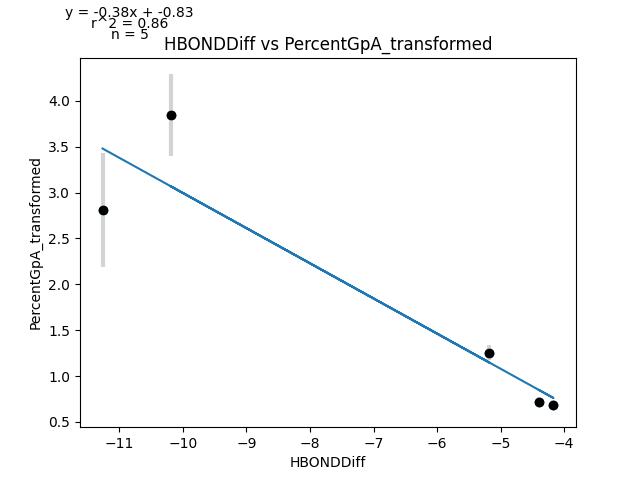 y = -0.38x + -0.83
r^2 = 0.86
n = 5
HBONDDiff vs PercentGpA_transformed
PercentGpA_transformed
4.0
3.5
3.0
2.5
2.0
1.5
1.0
0.5
−11 −10 −9 −8 −7 −6 −5 −4
HBONDDiff